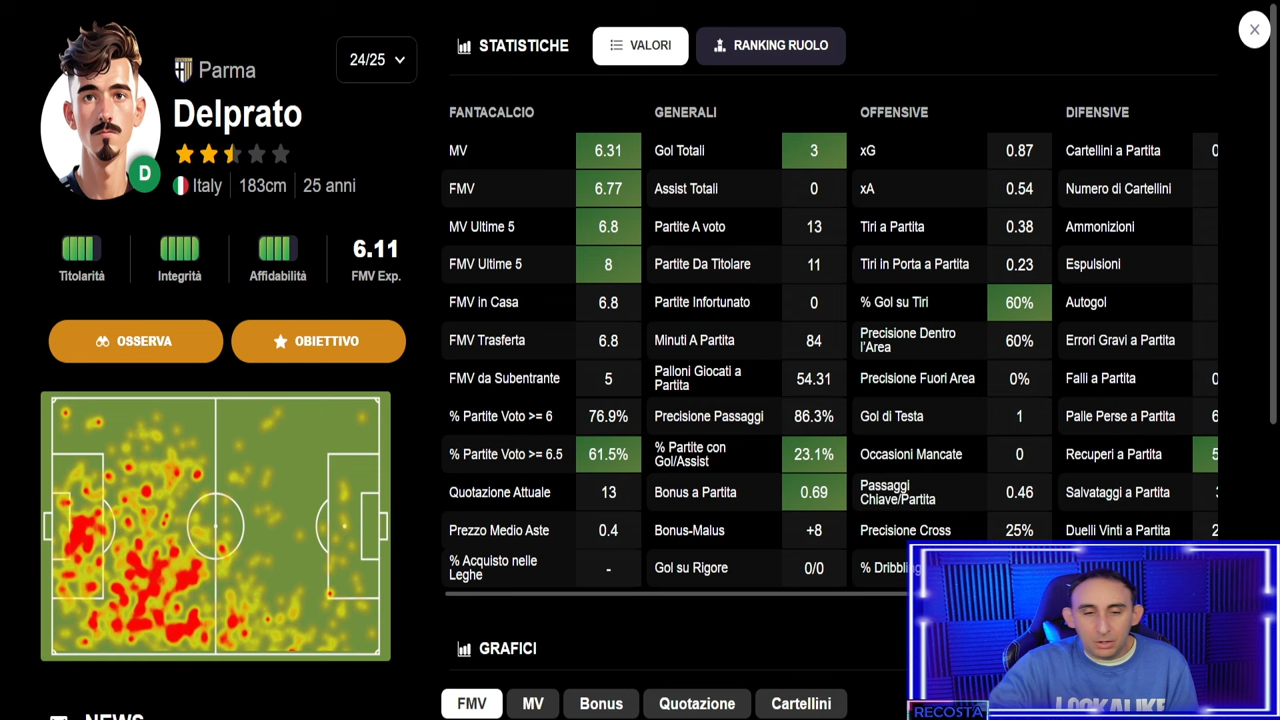 Parma
24/25
Delprato
D
Italy 183cm 25 anni
Titolarità
Integrità
Affidabilità
6.11
FMV Exp.
OSSERVA
OBIETTIVO
NEWS
STATISTICHE
VALORI
RANKING RUOLO
FANTACALCIO
MV 6.31
FMV 6.77
MV Ultime 5 6.8
FMV Ultime 5 8
FMV in Casa 6.8
FMV Trasferta 6.8
FMV da Subentrante 5
% Partite Voto >= 6 76.9%
% Partite Voto >= 6.5 61.5%
Quotazione Attuale 13
Prezzo Medio Aste 0.4
% Acquisto nelle
Leghe -
GENERALI
Gol Totali 3
Assist Totali 0
Partite A voto 13
Partite Da Titolare 11
Partite Infortunato 0
Minuti A Partita 84
Palloni Giocati a
Partita 54.31
Precisione Passaggi 86.3%
% Partite con
Gol/Assist 23.1%
Bonus a Partita 0.69
Bonus-Malus +8
Gol su Rigore 0/0
OFFENSIVE
xG 0.87
xA 0.54
Tiri a Partita 0.38
Tiri in Porta a Partita 0.23
% Gol su Tiri 60%
Precisione Dentro
l'Area 60%
Precisione Fuori Area 0%
Gol di Testa 1
Occasioni Mancate 0
Passaggi
Chiave/Partita 0.46
Precisione Cross 25%
% Dribbling
DIFENSIVE
Cartellini a Partita 0
Numero di Cartellini
Ammonizioni
Espulsioni
Autogol
Errori Gravi a Partita
Falli a Partita 0
Palle Perse a Partita 6
Recuperi a Partita 5
Salvataggi a Partita
Duelli Vinti a Partita 2
GRAFICI
FMV
MV
Bonus
Quotazione
Cartellini
LOOKALIKE
RECOSTA